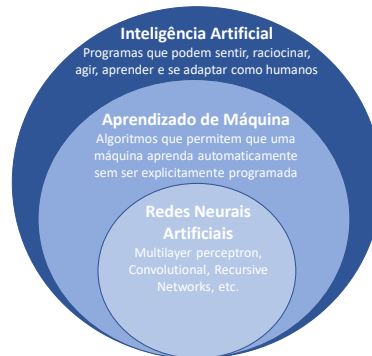 Inteligência Artificial
Programas que podem sentir, raciocinar,
agir, aprender e se adaptar como humanos
Aprendizado de Máquina
Algoritmos que permitem que uma
máquina aprenda automaticamente
sem ser explicitamente programada
Redes Neurais
Artificiais
Multilayer perceptron,
Convolutional, Recursive
Networks, etc.